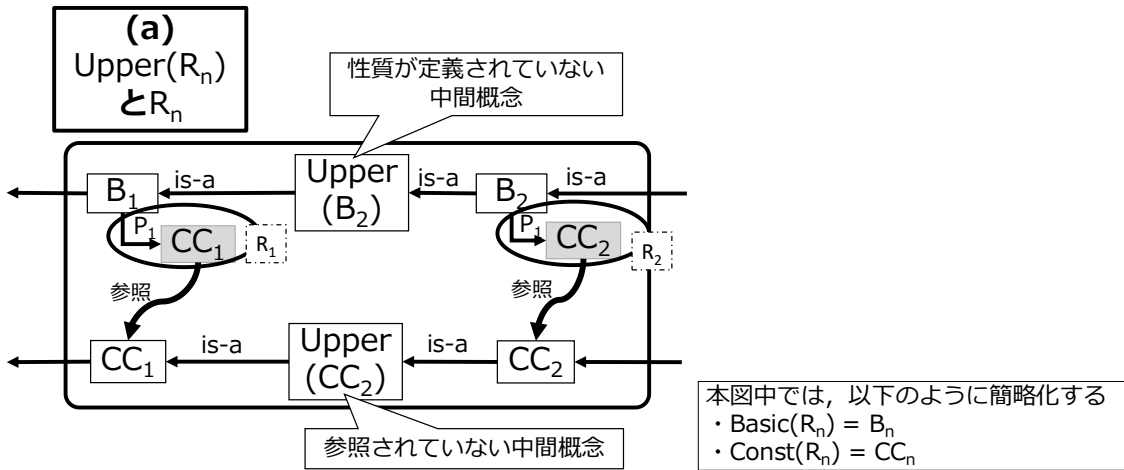 (a)
Upper(Rₙ)
とRₙ
性質が定義されていない
中間概念
is-a
Upper
(B₂)
is-a
is-a
B₁
B₂
P₁
CC₁
R₁
P₁
CC₂
R₂
参照
参照
is-a
Upper
(CC₂)
is-a
CC₁
CC₂
参照されていない中間概念
本図中では，以下のように簡略化する
・Basic(Rₙ) = Bₙ
・Const(Rₙ) = CCₙ